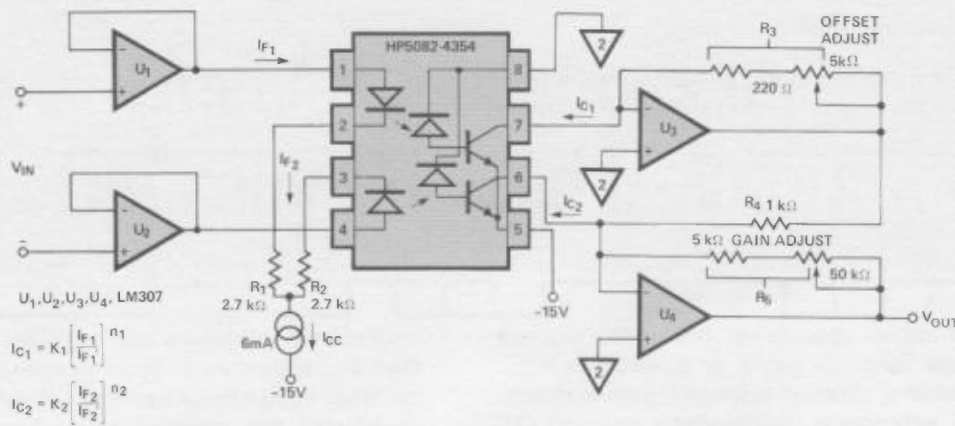 HP5082-4354
U1
IF1
1
2
3
4
8
7
6
5
2
IC1
IC2
IF2
OFFSET
ADJUST
R3
5kΩ
220 Ω
U3
2
R4 1 kΩ
5 kΩ GAIN ADJUST
50 kΩ
R5
U4
2
VOUT
VIN
+
-
U2
R1
2.7 kΩ
R2
2.7 kΩ
6mA
ICC
-15V
-15V
U1,U2,U3,U4, LM307
IC1 = K1 [IF1 / IF1'] n1
IC2 = K2 [IF2 / IF2'] n2